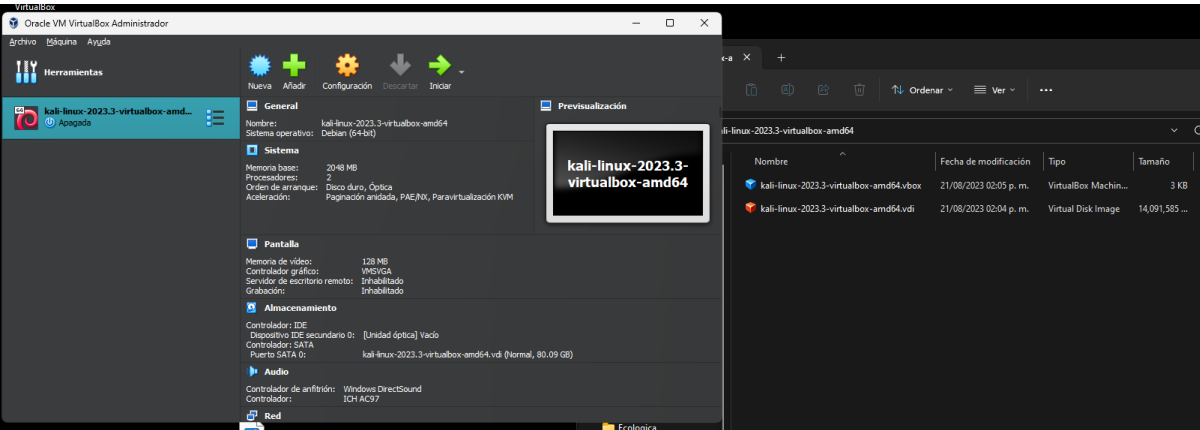 VirtualBox
Oracle VM VirtualBox Administrador
Archivo Máquina Ayuda
Herramientas
Nueva Añadir Configuración Descartar Iniciar
64
kali-linux-2023.3-virtualbox-amd...
Apagada
General
Nombre: kali-linux-2023.3-virtualbox-amd64
Sistema operativo: Debian (64-bit)
Sistema
Memoria base: 2048 MB
Procesadores: 2
Orden de arranque: Disco duro, Óptica
Aceleración: Paginación anidada, PAE/NX, Paravirtualización KVM
Previsualización
kali-linux-2023.3-
virtualbox-amd64
Pantalla
Memoria de vídeo: 128 MB
Controlador gráfico: VMSVGA
Servidor de escritorio remoto: Inhabilitado
Grabación: Inhabilitado
Almacenamiento
Controlador: IDE
Dispositivo IDE secundario 0: [Unidad óptica] Vacío
Controlador: SATA
Puerto SATA 0: kali-linux-2023.3-virtualbox-amd64.vdi (Normal, 80.09 GB)
Audio
Controlador de anfitrión: Windows DirectSound
Controlador: ICH AC97
Red
x-a
Ordenar Ver
li-linux-2023.3-virtualbox-amd64
Nombre Fecha de modificación Tipo Tamaño
kali-linux-2023.3-virtualbox-amd64.vbox 21/08/2023 02:05 p. m. VirtualBox Machin... 3 KB
kali-linux-2023.3-virtualbox-amd64.vdi 21/08/2023 02:04 p. m. Virtual Disk Image 14,091,585 ...
Ecologica